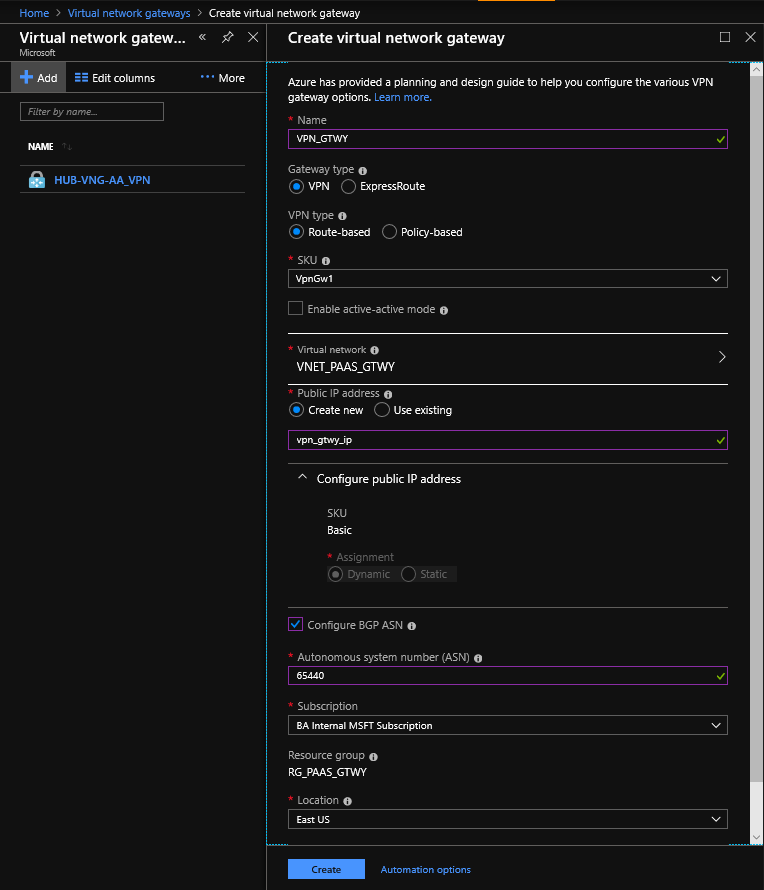 Home > Virtual network gateways > Create virtual network gateway
Virtual network gatew...
Microsoft
Add
Edit columns
More
Filter by name...
NAME
HUB-VNG-AA_VPN
Create virtual network gateway
Azure has provided a planning and design guide to help you configure the various VPN
gateway options. Learn more.
* Name
VPN_GTWY
Gateway type
VPN ExpressRoute
VPN type
Route-based Policy-based
* SKU
VpnGw1
Enable active-active mode
* Virtual network
VNET_PAAS_GTWY
* Public IP address
Create new Use existing
vpn_gtwy_ip
Configure public IP address
SKU
Basic
* Assignment
Dynamic Static
Configure BGP ASN
* Autonomous system number (ASN)
65440
* Subscription
BA Internal MSFT Subscription
Resource group
RG_PAAS_GTWY
* Location
East US
Create Automation options